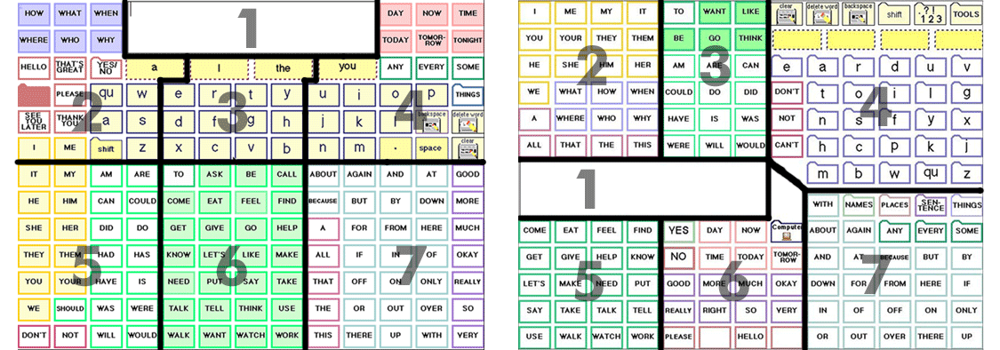 HOW WHAT WHEN 1 DAY NOW TIME
WHERE WHO WHY TODAY TOMOR-ROW TONIGHT
HELLO THAT'S GREAT YES/NO a I the you ANY EVERY SOME
PLEASE qu w e r t y u i o p THINGS
2 3 4
SEE YOU LATER THANK YOU a s d f g h j k l backspace delete word
I ME shift z x c v b n m . space clear
IT MY AM ARE TO ASK BE CALL ABOUT AGAIN AND AT GOOD
HE HIM CAN COULD COME EAT FEEL FIND BECAUSE BUT BY DOWN MORE
SHE HER DID DO GET GIVE GO HELP A FOR FROM HERE MUCH
THEY THEM HAD HAS KNOW LET'S LIKE MAKE ALL IF IN OF OKAY
5 6 7
YOU YOUR HAVE IS NEED PUT SAY TAKE THAT OFF ON ONLY REALLY
WE SHOULD WAS WERE TALK TELL THINK USE THE OR OUT OVER SO
DON'T NOT WILL WOULD WALK WANT WATCH WORK THIS THERE UP WITH VERY
I ME MY IT TO WANT LIKE clear delete word backspace shift .?! 123 TOOLS
YOU YOUR THEY THEM BE GO THINK
HE SHE HIM HER AM ARE CAN e a r d u v
2 3 4
WE WHAT HOW WHEN COULD DO DID DON'T t o i l g
A WHERE WHO WHY HAVE IS WAS NOT n s f y x
ALL THAT THE THIS WERE WILL WOULD CAN'T h c p k j
1 m b w qu z
WITH NAMES PLACES SEN-TENCE THINGS
COME EAT FEEL FIND YES DAY NOW Computer ABOUT AGAIN ANY EVERY SOME
GET GIVE HELP KNOW NO TIME TODAY TOMOR-ROW AND AT BECAUSE BUT BY
5 6 7
LET'S MAKE NEED PUT GOOD MORE MUCH OKAY DOWN FOR FROM HERE IF
SAY TAKE TALK TELL REALLY RIGHT SO VERY IN OF OFF ON ONLY
USE WALK WATCH WORK PLEASE HELLO OR OUT OVER THERE UP